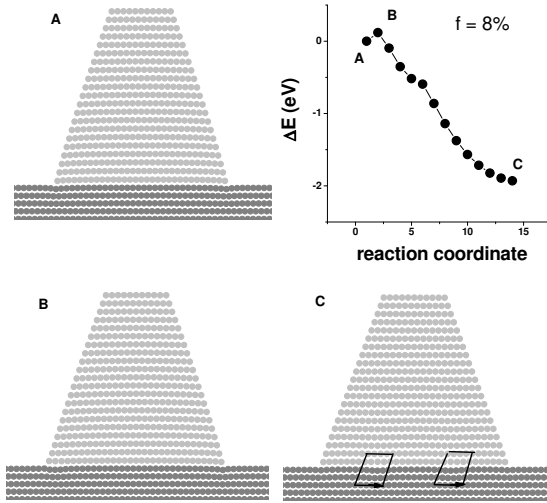 A
B
f = 8%
A
C
0
-1
-2
ΔE (eV)
0
5
10
15
reaction coordinate
B
C